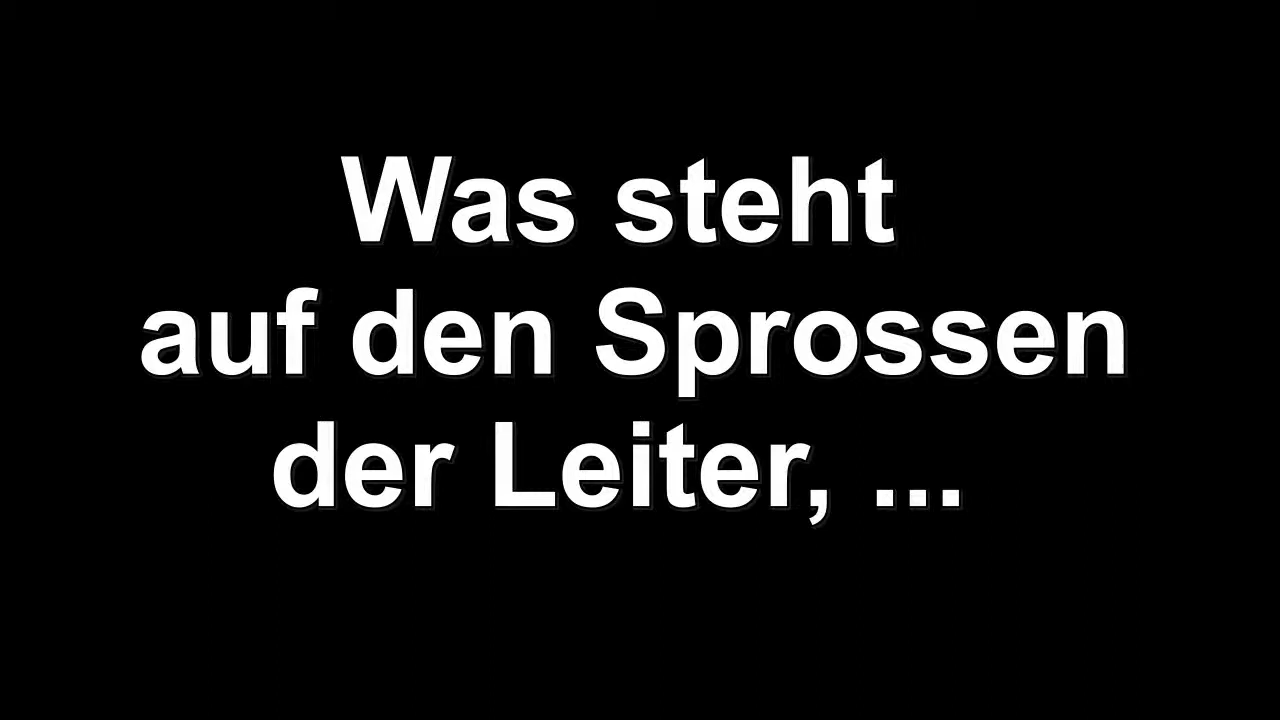 Was steht
auf den Sprossen
der Leiter, ...